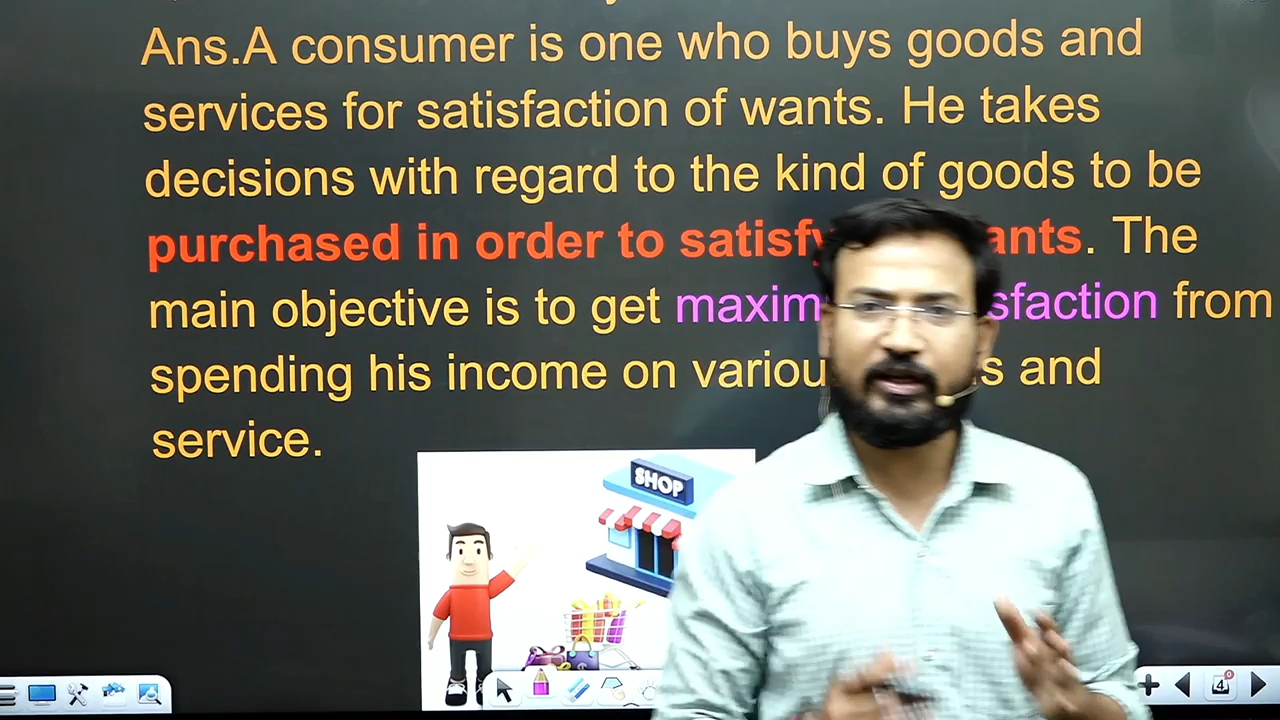 Ans.A consumer is one who buys goods and
services for satisfaction of wants. He takes
decisions with regard to the kind of goods to be
purchased in order to satisfy ants. The
main objective is to get maxim sfaction from
spending his income on variou s and
service.
SHOP
4